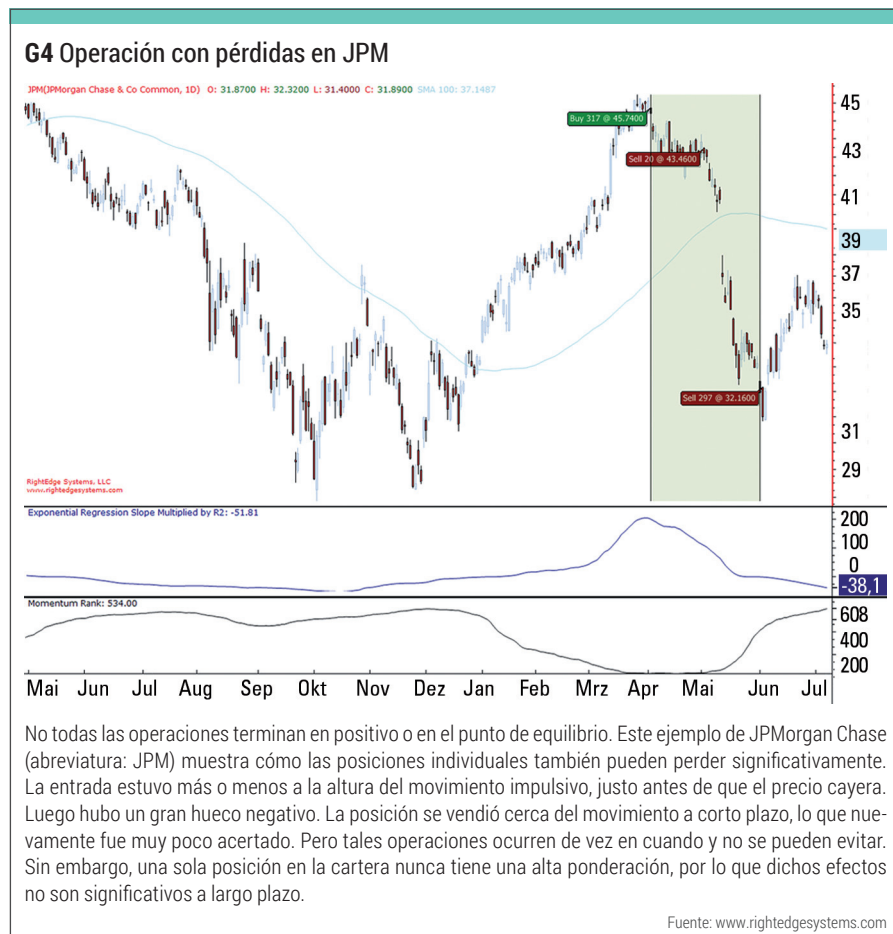 G4 Operación con pérdidas en JPM
JPM(JPMorgan Chase & Co Common, 1D) O: 31.8700 H: 32.3200 L: 31.4000 C: 31.8900 SMA 100: 37.1487
45
Buy 317 @ 45.7400
43
Sell 20 @ 43.4600
41
39
37
35
Sell 297 @ 32.1600
31
29
RightEdge Systems, LLC
www.rightedgesystems.com
Exponential Regression Slope Multiplied by R2: -51.81
200
100
0
-38,1
Momentum Rank: 534.00
608
400
200
Mai Jun Jul Aug Sep Okt Nov Dez Jan Feb Mrz Apr Mai Jun Jul
No todas las operaciones terminan en positivo o en el punto de equilibrio. Este ejemplo de JPMorgan Chase
(abreviatura: JPM) muestra cómo las posiciones individuales también pueden perder significativamente.
La entrada estuvo más o menos a la altura del movimiento impulsivo, justo antes de que el precio cayera.
Luego hubo un gran hueco negativo. La posición se vendió cerca del movimiento a corto plazo, lo que nue-
vamente fue muy poco acertado. Pero tales operaciones ocurren de vez en cuando y no se pueden evitar.
Sin embargo, una sola posición en la cartera nunca tiene una alta ponderación, por lo que dichos efectos
no son significativos a largo plazo.
Fuente: www.rightedgesystems.com